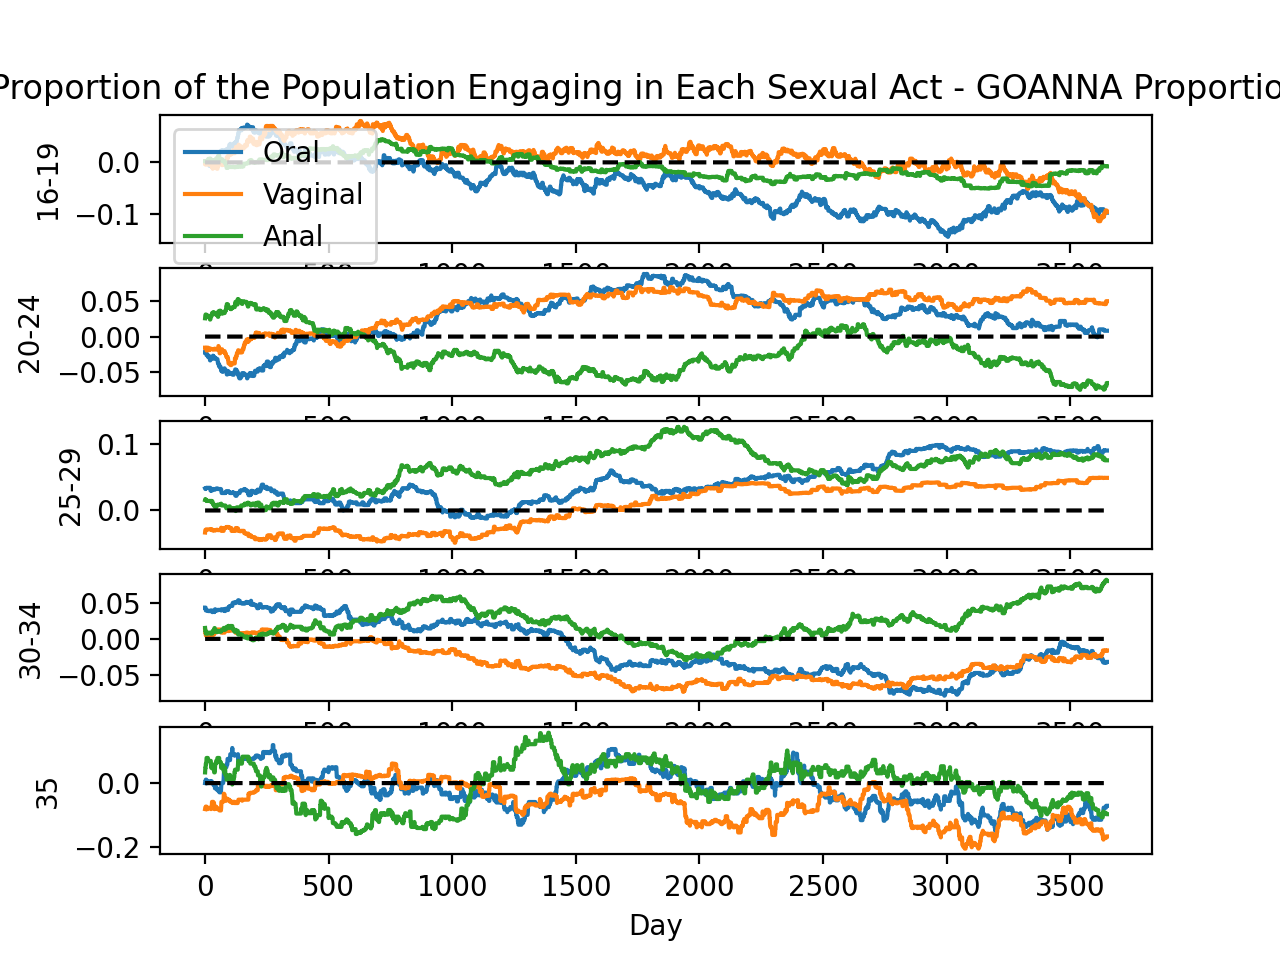 Proportion of the Population Engaging in Each Sexual Act - GOANNA Proportio
Oral
Vaginal
Anal
16-19
0.0
−0.1
20-24
0.05
0.00
−0.05
25-29
0.1
0.0
30-34
0.05
0.00
−0.05
35
0.0
−0.2
0 500 1000 1500 2000 2500 3000 3500
Day